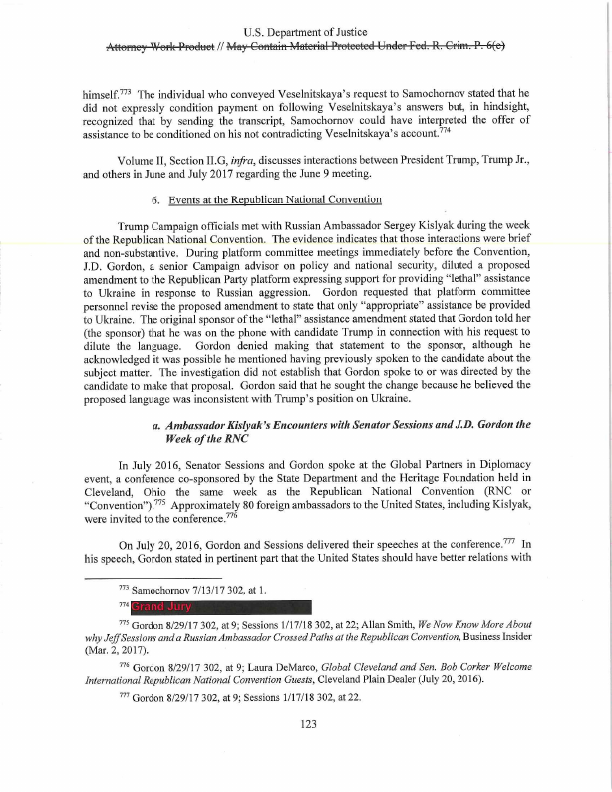 U.S. Department of Justice
Attorney Work Product // May Contain Material Protected Under Fed. R. Crim. P. 6(e)
himself.773 The individual who conveyed Veselnitskaya's request to Samochornov stated that he
did not expressly condition payment on following Veselnitskaya's answers but, in hindsight,
recognized that by sending the transcript, Samochornov could have interpreted the offer of
assistance to be conditioned on his not contradicting Veselnitskaya's account.774
Volume II, Section II.G, infra, discusses interactions between President Trump, Trump Jr.,
and others in June and July 2017 regarding the June 9 meeting.
6. Events at the Republican National Convention
Trump Campaign officials met with Russian Ambassador Sergey Kislyak during the week
of the Republican National Convention. The evidence indicates that those interactions were brief
and non-substantive. During platform committee meetings immediately before the Convention,
J.D. Gordon, a senior Campaign advisor on policy and national security, diluted a proposed
amendment to the Republican Party platform expressing support for providing "lethal" assistance
to Ukraine in response to Russian aggression. Gordon requested that platform committee
personnel revise the proposed amendment to state that only "appropriate" assistance be provided
to Ukraine. The original sponsor of the "lethal" assistance amendment stated that Gordon told her
(the sponsor) that he was on the phone with candidate Trump in connection with his request to
dilute the language. Gordon denied making that statement to the sponsor, although he
acknowledged it was possible he mentioned having previously spoken to the candidate about the
subject matter. The investigation did not establish that Gordon spoke to or was directed by the
candidate to make that proposal. Gordon said that he sought the change because he believed the
proposed language was inconsistent with Trump's position on Ukraine.
a. Ambassador Kislyak's Encounters with Senator Sessions and J.D. Gordon the
Week of the RNC
In July 2016, Senator Sessions and Gordon spoke at the Global Partners in Diplomacy
event, a conference co-sponsored by the State Department and the Heritage Foundation held in
Cleveland, Ohio the same week as the Republican National Convention (RNC or
"Convention").775 Approximately 80 foreign ambassadors to the United States, including Kislyak,
were invited to the conference.776
On July 20, 2016, Gordon and Sessions delivered their speeches at the conference.777 In
his speech, Gordon stated in pertinent part that the United States should have better relations with
773 Samochornov 7/13/17 302, at 1.
774 Grand Jury
775 Gordon 8/29/17 302, at 9; Sessions 1/17/18 302, at 22; Allan Smith, We Now Know More About
why Jeff Sessions and a Russian Ambassador Crossed Paths at the Republican Convention, Business Insider
(Mar. 2, 2017).
776 Gordon 8/29/17 302, at 9; Laura DeMarco, Global Cleveland and Sen. Bob Corker Welcome
International Republican National Convention Guests, Cleveland Plain Dealer (July 20, 2016).
777 Gordon 8/29/17 302, at 9; Sessions 1/17/18 302, at 22.
123